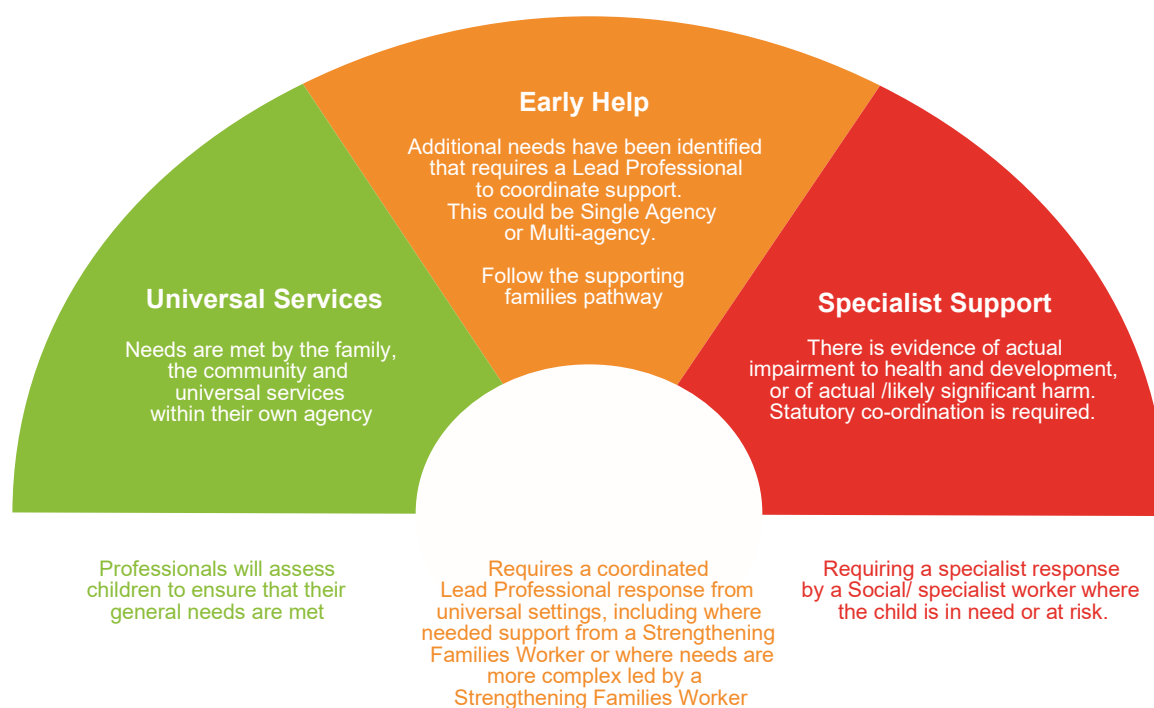 Early Help
Additional needs have been identified
that requires a Lead Professional
to coordinate support.
This could be Single Agency
or Multi-agency.
Follow the supporting
families pathway
Universal Services
Needs are met by the family,
the community and
universal services
within their own agency
Specialist Support
There is evidence of actual
impairment to health and development,
or of actual /likely significant harm.
Statutory co-ordination is required.
Professionals will assess
children to ensure that their
general needs are met
Requires a coordinated
Lead Professional response from
universal settings, including where
needed support from a Strengthening
Families Worker or where needs are
more complex led by a
Strengthening Families Worker
Requiring a specialist response
by a Social/ specialist worker where
the child is in need or at risk.